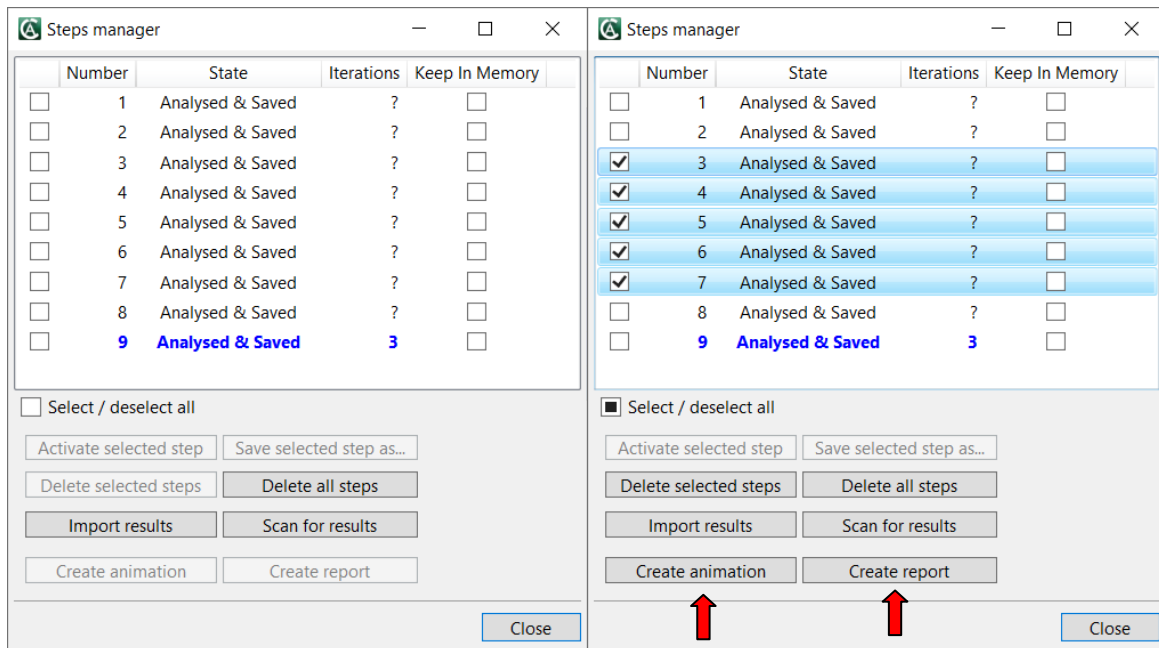 Steps manager
Number State Iterations Keep In Memory
1 Analysed & Saved ?
2 Analysed & Saved ?
3 Analysed & Saved ?
4 Analysed & Saved ?
5 Analysed & Saved ?
6 Analysed & Saved ?
7 Analysed & Saved ?
8 Analysed & Saved ?
9 Analysed & Saved 3
Select / deselect all
Activate selected step Save selected step as...
Delete selected steps Delete all steps
Import results Scan for results
Create animation Create report
Close
Steps manager
Number State Iterations Keep In Memory
1 Analysed & Saved ?
2 Analysed & Saved ?
3 Analysed & Saved ?
4 Analysed & Saved ?
5 Analysed & Saved ?
6 Analysed & Saved ?
7 Analysed & Saved ?
8 Analysed & Saved ?
9 Analysed & Saved 3
Select / deselect all
Activate selected step Save selected step as...
Delete selected steps Delete all steps
Import results Scan for results
Create animation Create report
Close